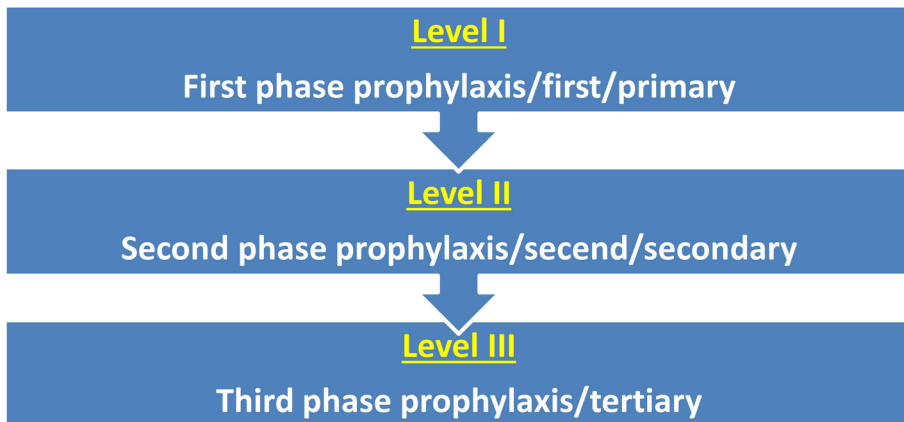 Level I
First phase prophylaxis/first/primary
Level II
Second phase prophylaxis/secend/secondary
Level III
Third phase prophylaxis/tertiary